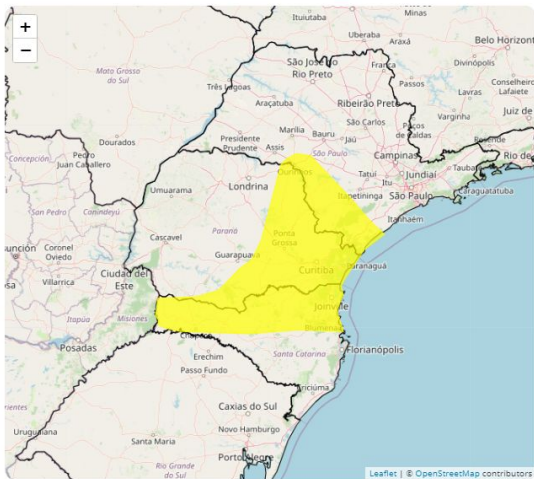 +
−
Ituiutaba
Minas
Gerais
Uberaba
Araxá
Belo Horizont
São José do
Rio Preto
Franca
Divinópolis
Mato Grosso
do Sul
Três Lagoas
Passos
Conselheiro
Lafaiete
Araçatuba
Ribeirão Preto
Lavras
São Carlos
Poços
de Caldas
Varginha
Juiz de
Dourados
Presidente
Prudente
Marília
Bauru
Jaú
Assis
São Paulo
Resende
Concepción
Pedro
Juan Caballero
Campinas
Rio de
Ourinhos
Tatuí
Jundiaí
Tauba
Umuarama
Londrina
Itu
São Paulo
Caraguatatuba
Itapetininga
San Pedro
Canindeyú
Itanhaém
Cascavel
Paraná
Ponta
Grossa
Guarapuava
Coronel
Oviedo
Ciudad del
Este
Curitiba
Paranaguá
Villarrica
Joinville
Itapúa
Misiones
Blumenau
Chapecó
Posadas
Santa Catarina
Florianópolis
Erechim
Passo Fundo
Criciúma
Caxias do Sul
Uruguaiana
Novo Hamburgo
Santa Maria
Porto Alegre
Rio Grande
do Sul
Leaflet | © OpenStreetMap contributors